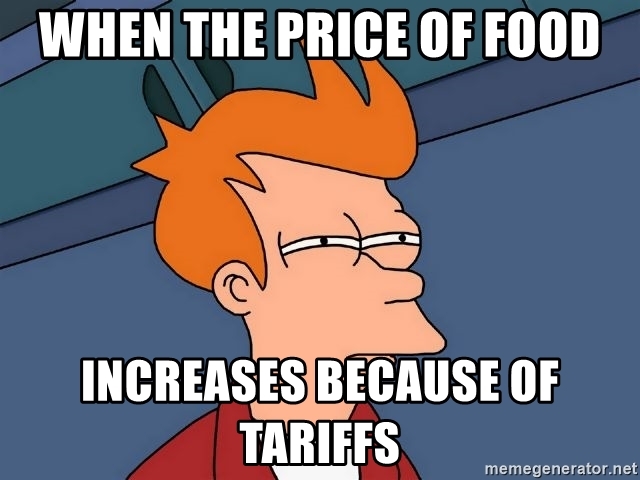 WHEN THE PRICE OF FOOD
INCREASES BECAUSE OF
TARIFFS
memegenerator.net